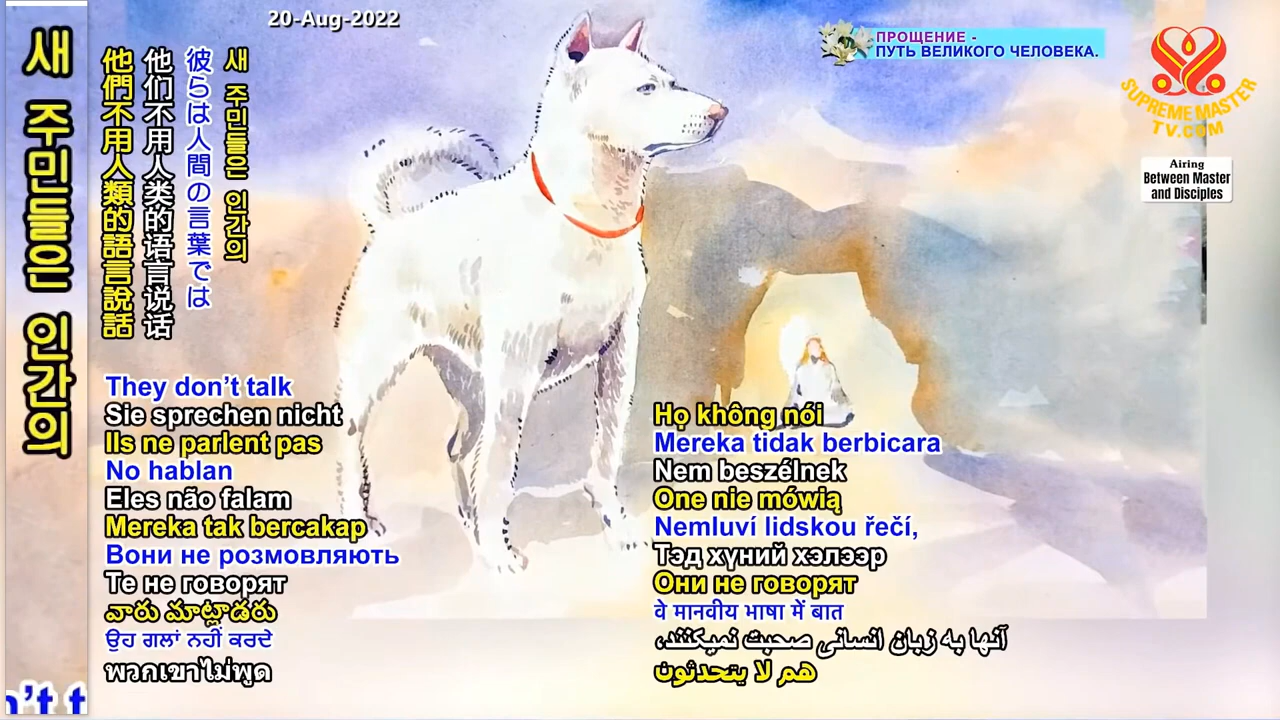 20-Aug-2022
새 주민들은 인간의
他們不用人類的語言說話
他们不用人类的语言说话
彼らは人間の言葉では
새 주민들은 인간의
ПРОЩЕНИЕ -
ПУТЬ ВЕЛИКОГО ЧЕЛОВЕКА.
SUPREME MASTER
TV.COM
Airing
Between Master
and Disciples
They don’t talk
Sie sprechen nicht
Ils ne parlent pas
No hablan
Eles não falam
Mereka tak bercakap
Вони не розмовляють
Те не говорят
వారు మాట్లాడరు
ਉਹ ਗਲਾਂ ਨਹੀਂ ਕਰਦੇ
พวกเขาไม่พูด
Họ không nói
Mereka tidak berbicara
Nem beszélnek
One nie mówią
Nemluví lidskou řečí,
Тэд хүний хэлээр
Они не говорят
वे मानवीय भाषा में बात
آنها به زبان انسانی صحبت نمیکنند،
هم لا يتحدثون
n’t t